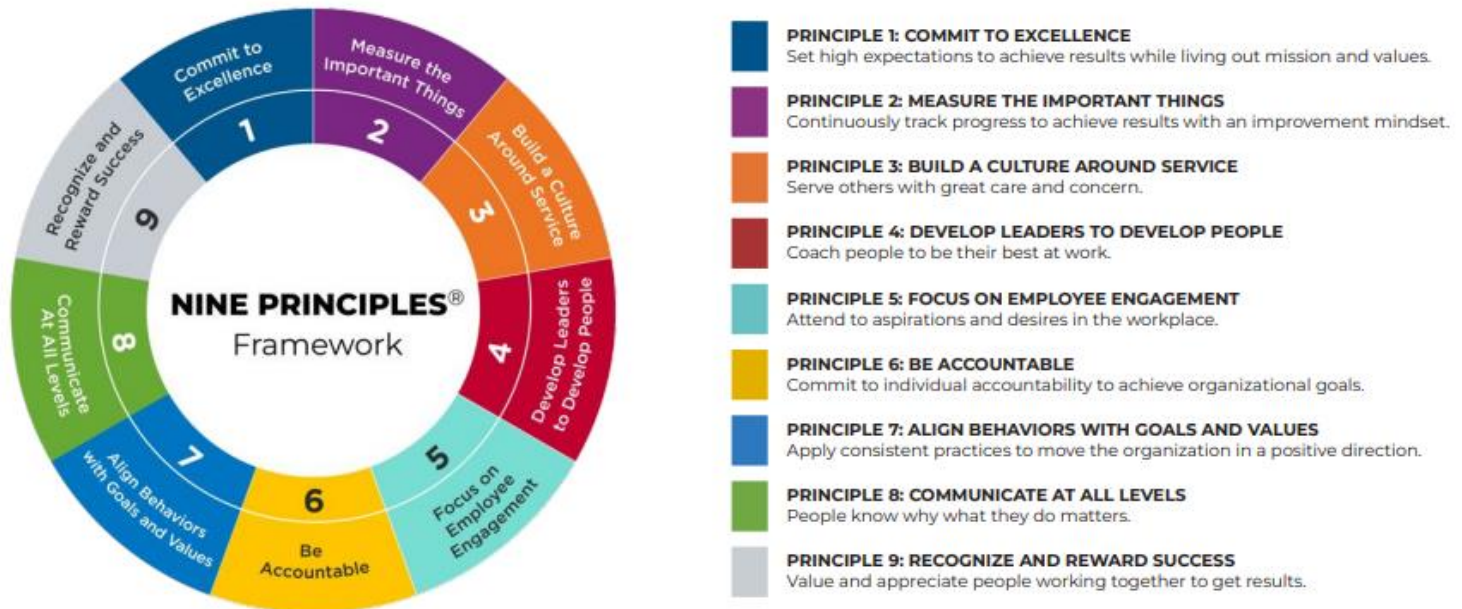 Commit to
Excellence
1
Measure the
Important Things
2
Build a Culture
Around Service
3
Develop Leaders
to Develop People
4
Focus on
Employee
Engagement
5
6
Be
Accountable
Align Behaviors
with Goals and Values
7
Communicate
At All Levels
8
Recognize and
Reward Success
9
NINE PRINCIPLES®
Framework
PRINCIPLE 1: COMMIT TO EXCELLENCE
Set high expectations to achieve results while living out mission and values.
PRINCIPLE 2: MEASURE THE IMPORTANT THINGS
Continuously track progress to achieve results with an improvement mindset.
PRINCIPLE 3: BUILD A CULTURE AROUND SERVICE
Serve others with great care and concern.
PRINCIPLE 4: DEVELOP LEADERS TO DEVELOP PEOPLE
Coach people to be their best at work.
PRINCIPLE 5: FOCUS ON EMPLOYEE ENGAGEMENT
Attend to aspirations and desires in the workplace.
PRINCIPLE 6: BE ACCOUNTABLE
Commit to individual accountability to achieve organizational goals.
PRINCIPLE 7: ALIGN BEHAVIORS WITH GOALS AND VALUES
Apply consistent practices to move the organization in a positive direction.
PRINCIPLE 8: COMMUNICATE AT ALL LEVELS
People know why what they do matters.
PRINCIPLE 9: RECOGNIZE AND REWARD SUCCESS
Value and appreciate people working together to get results.